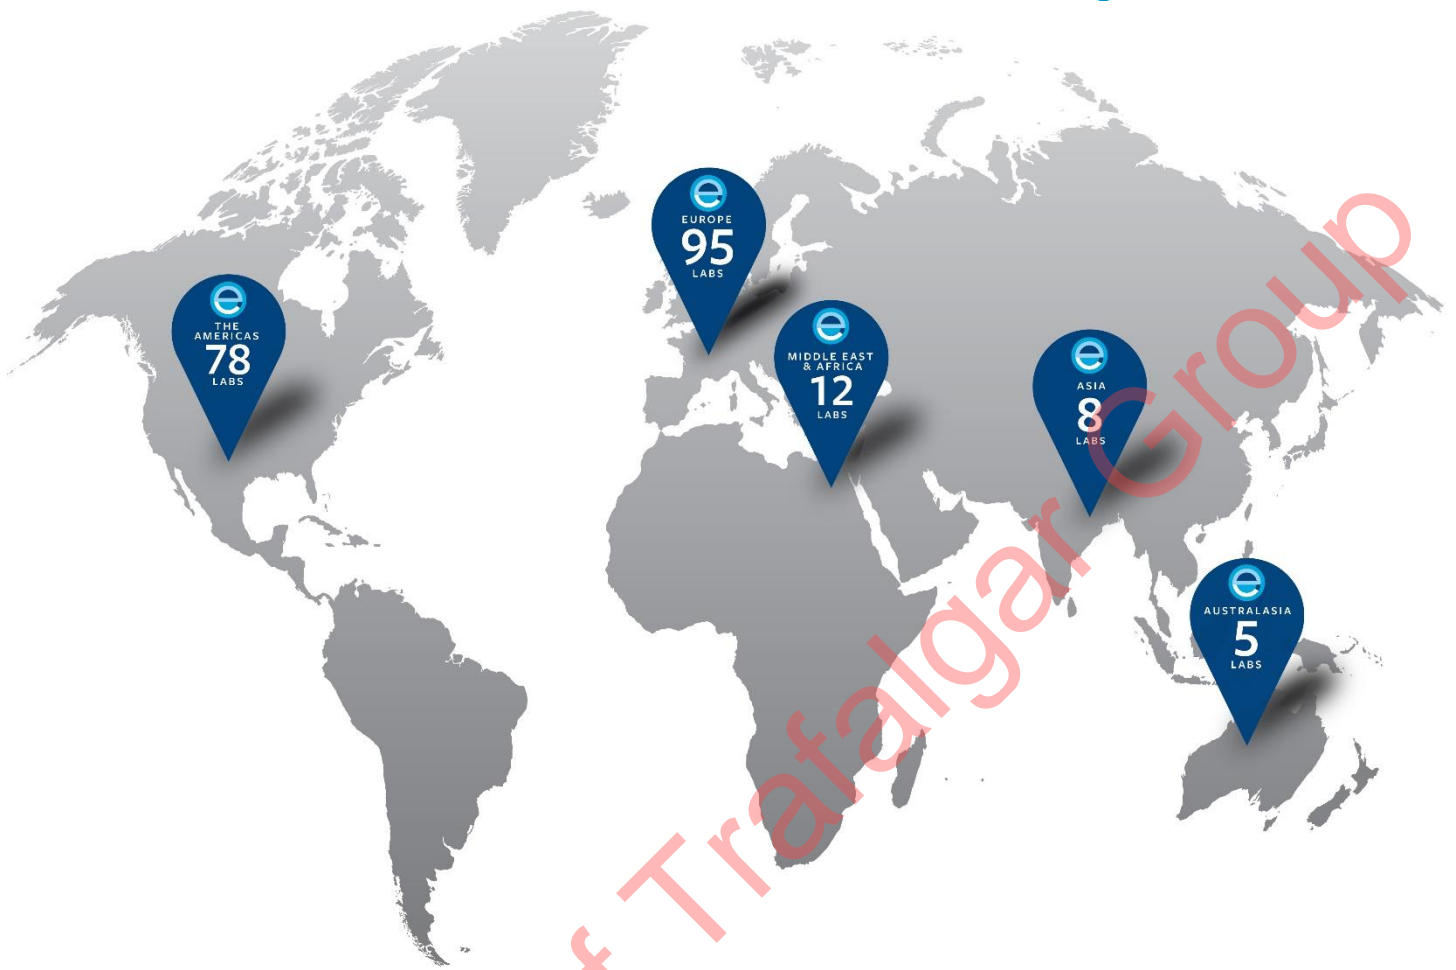 EUROPE
95
LABS
THE
AMERICAS
78
LABS
MIDDLE EAST
& AFRICA
12
LABS
ASIA
8
LABS
AUSTRALASIA
5
LABS
f Trafalgar Group